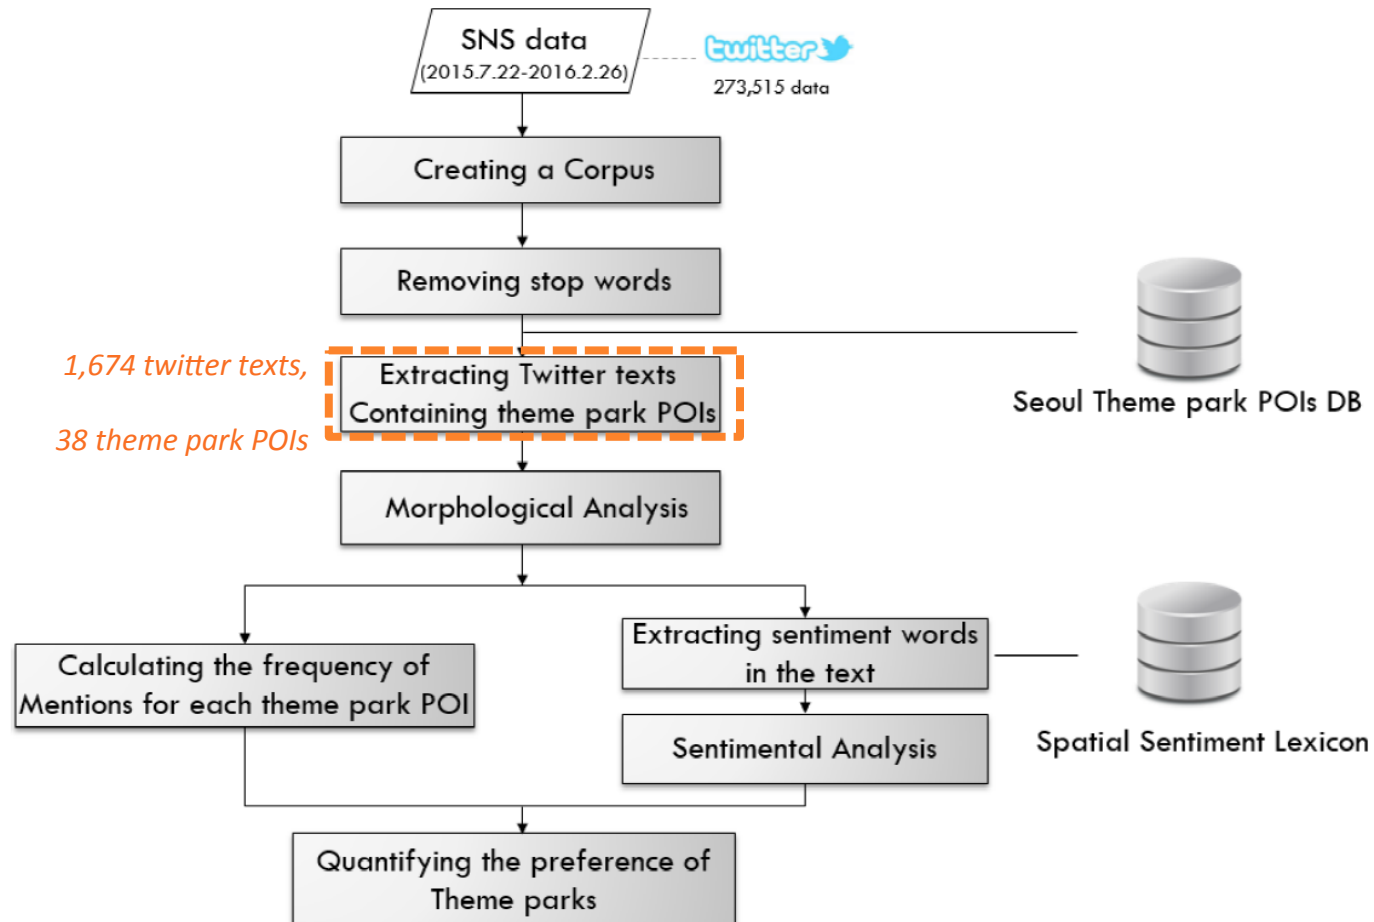 SNS data
(2015.7.22-2016.2.26)
twitter
273,515 data
Creating a Corpus
Removing stop words
1,674 twitter texts,
38 theme park POIs
Extracting Twitter texts
Containing theme park POIs
Seoul Theme park POIs DB
Morphological Analysis
Calculating the frequency of
Mentions for each theme park POI
Extracting sentiment words
in the text
Sentimental Analysis
Spatial Sentiment Lexicon
Quantifying the preference of
Theme parks